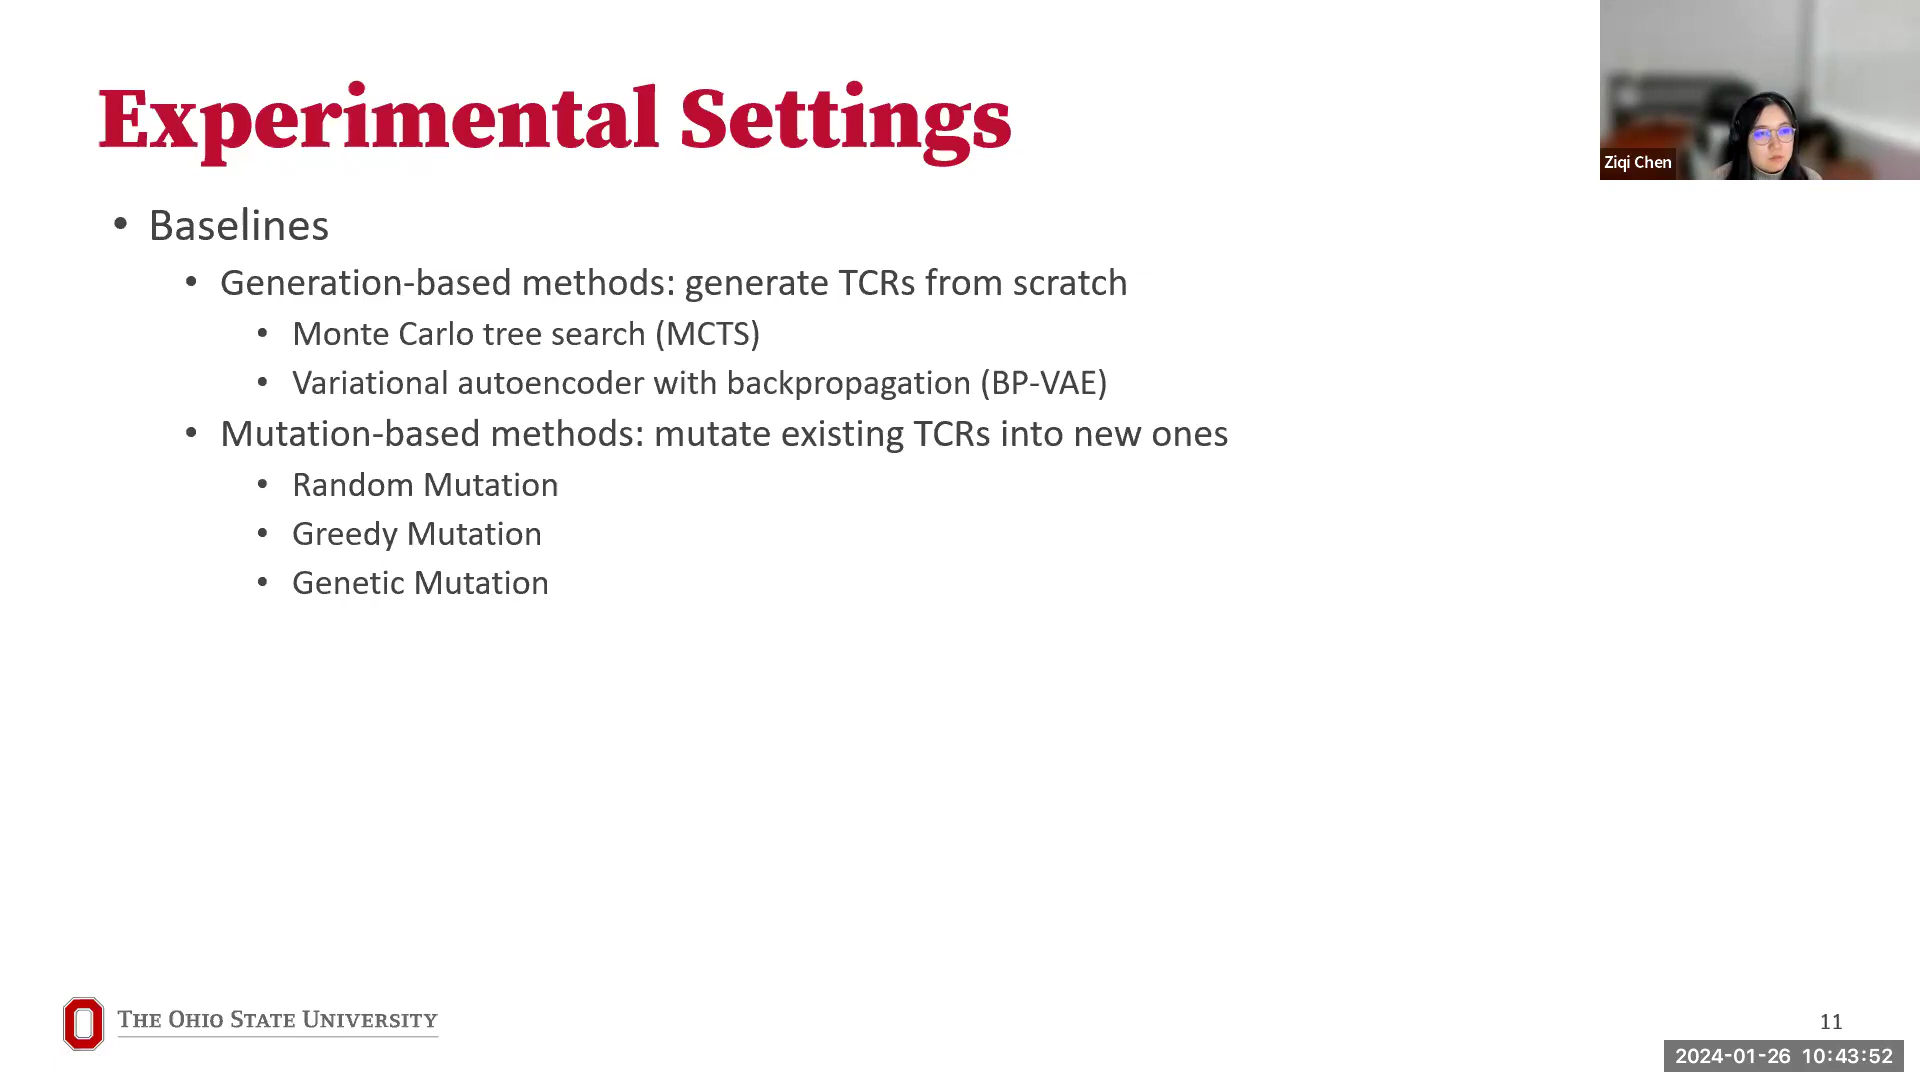 Experimental Settings
Ziqi Chen
• Baselines
• Generation-based methods: generate TCRs from scratch
• Monte Carlo tree search (MCTS)
• Variational autoencoder with backpropagation (BP-VAE)
• Mutation-based methods: mutate existing TCRs into new ones
• Random Mutation
• Greedy Mutation
• Genetic Mutation
THE OHIO STATE UNIVERSITY
11
2024-01-26 10:43:52